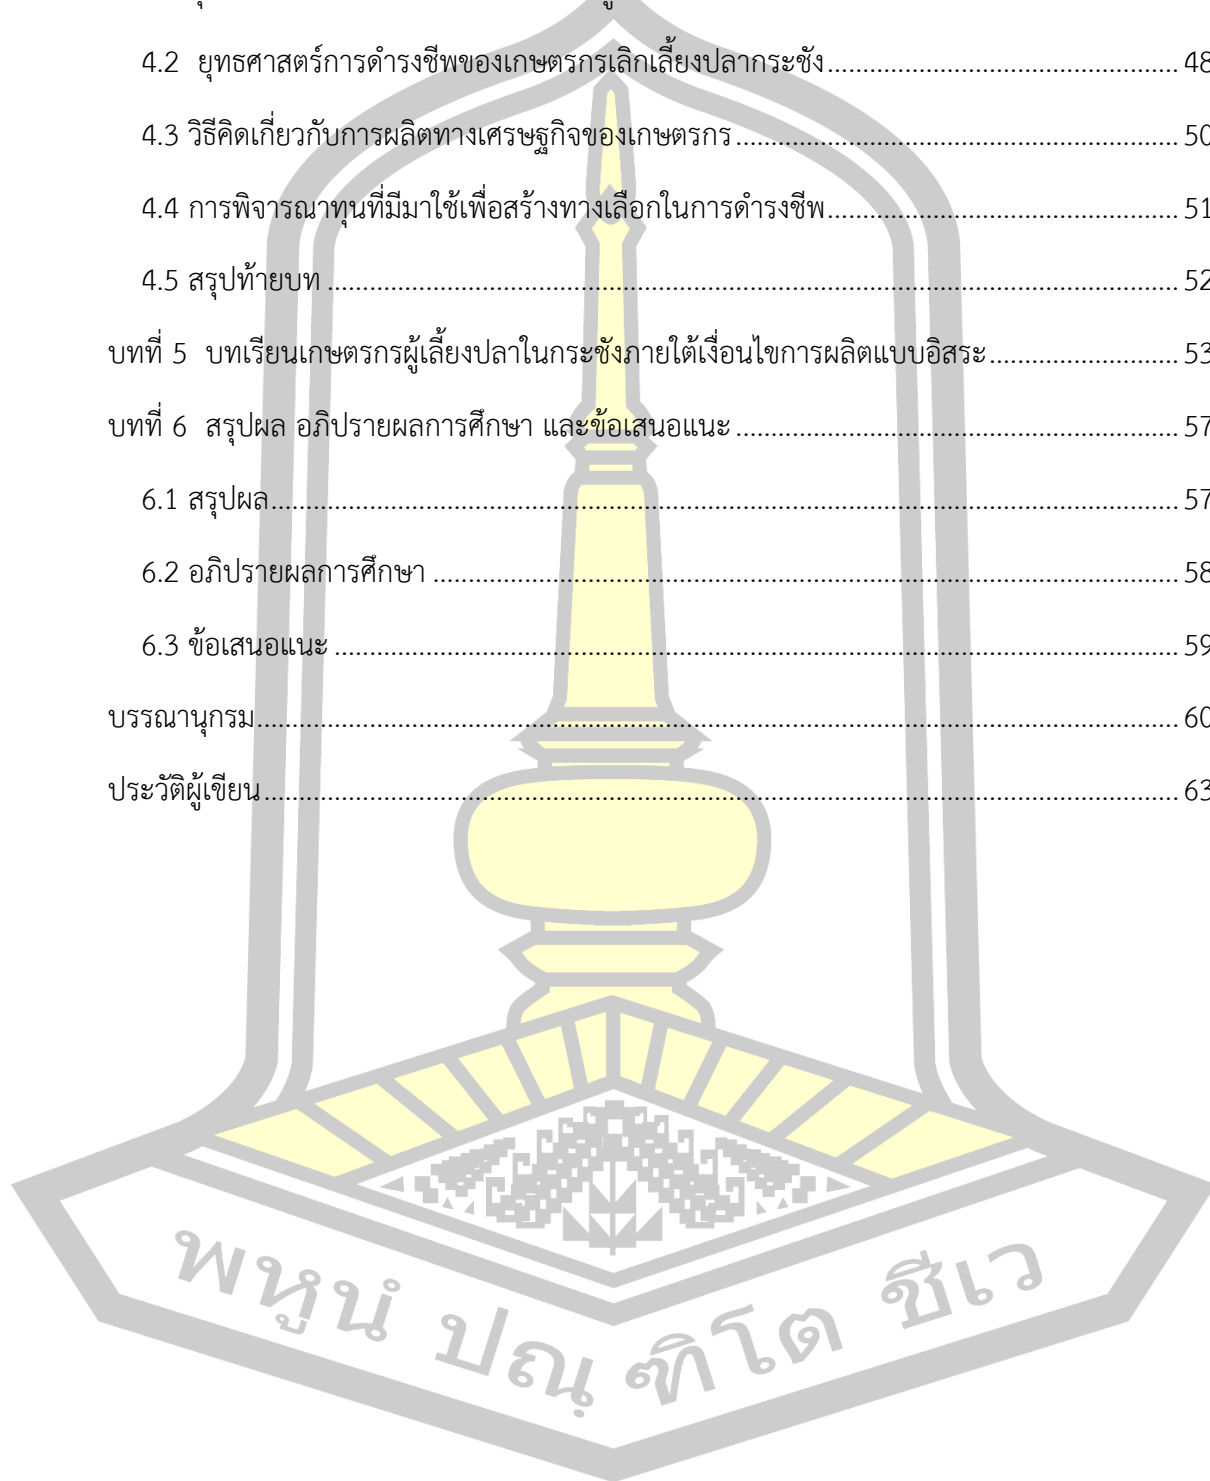 4.2 ยุทธศาสตร์การดำรงชีพของเกษตรกรเลิกเลี้ยงปลากระชัง 48
4.3 วิธีคิดเกี่ยวกับการผลิตทางเศรษฐกิจของเกษตรกร 50
4.4 การพิจารณาทุนที่มีมาใช้เพื่อสร้างทางเลือกในการดำรงชีพ 51
4.5 สรุปท้ายบท 52
บทที่ 5 บทเรียนเกษตรกรผู้เลี้ยงปลาในกระชังภายใต้เงื่อนไขการผลิตแบบอิสระ 53
บทที่ 6 สรุปผล อภิปรายผลการศึกษา และข้อเสนอแนะ 57
6.1 สรุปผล 57
6.2 อภิปรายผลการศึกษา 58
6.3 ข้อเสนอแนะ 59
บรรณานุกรม 60
ประวัติผู้เขียน 63
พหูนํ ปณฺฑิโต ชีเว